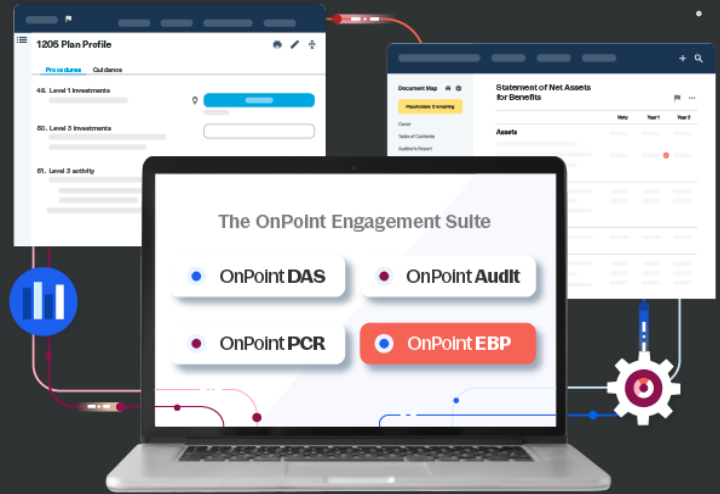 1205 Plan Profile
Procedures Guidance
49. Level 1 Investments
50. Level 3 Investments
51. Level 3 activity
Document Map
Placeholders Remaining
Cover
Table of Contents
Auditor's Report
Statement of Net Assets
for Benefits
Note Year 1 Year 2
Assets
The OnPoint Engagement Suite
OnPoint DAS
OnPoint Audit
OnPoint PCR
OnPoint EBP